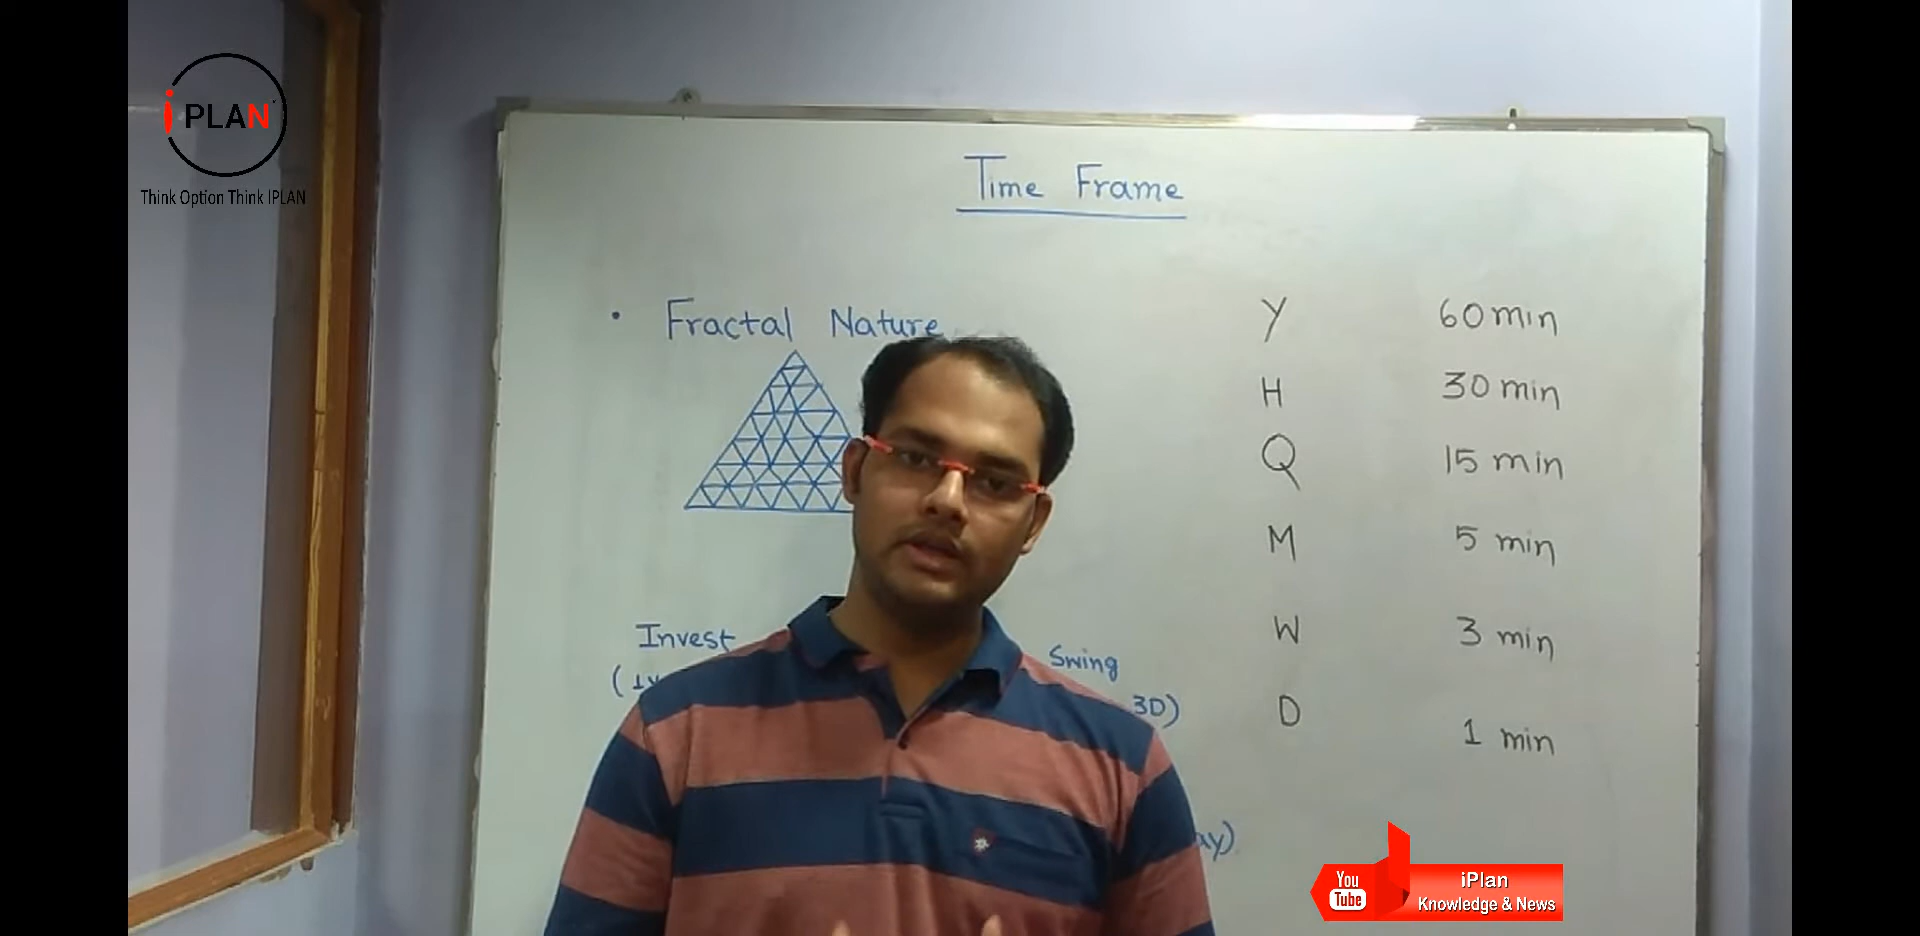 iPLAN
Think Option Think IPLAN
Time Frame
• Fractal Nature
Y 60 min
H 30 min
Q 15 min
M 5 min
W 3 min
D 1 min
Invest
Swing
3D)
You
Tube
iPlan
Knowledge & News